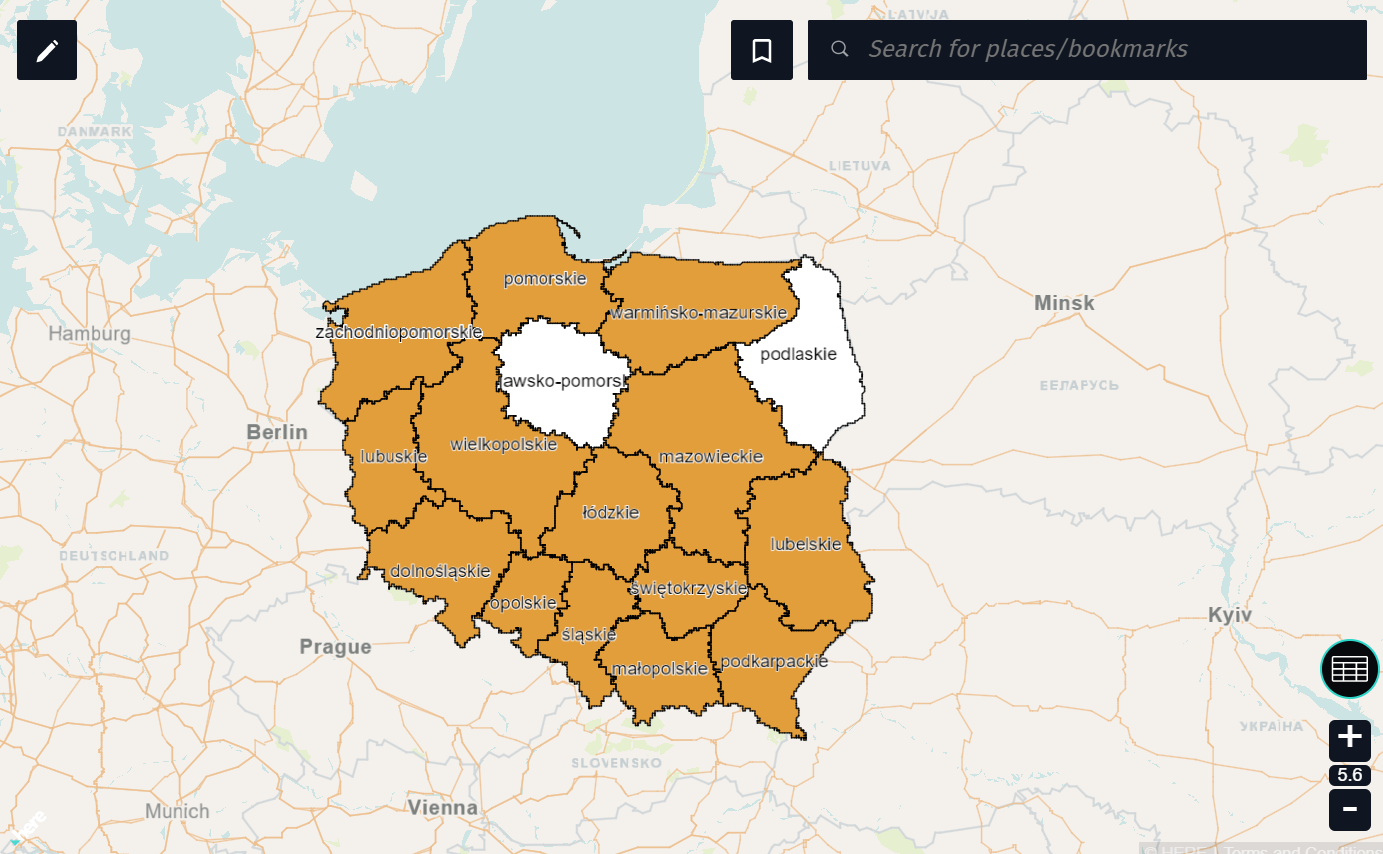 LATVIJA
Search for places/bookmarks
DANMARK
LIETUVA
pomorskie
Minsk
warmińsko-mazurskie
zachodniopomorskie
Hamburg
podlaskie
awsko-pomors
БЕЛАРУСЬ
Berlin
wielkopolskie
lubuskie
mazowieckie
łódzkie
lubelskie
DEUTSCHLAND
dolnośląskie
świętokrzyskie
opolskie
Kyiv
śląskie
Prague
podkarpackie
małopolskie
УКРАЇНА
+
SLOVENSKO
5.6
Munich
Vienna
-
here
© HERE | Terms and Conditions